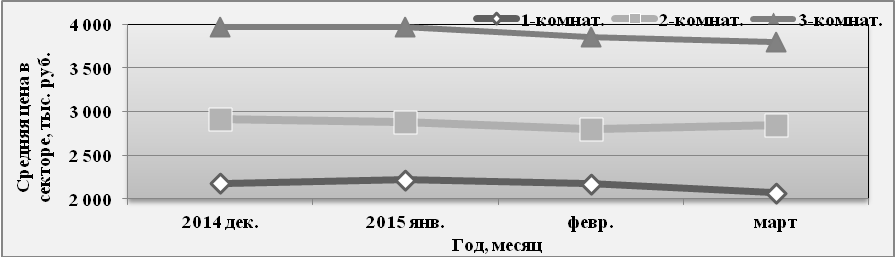 1-комнат. 2-комнат. 3-комнат.
Средняя цена в
секторе, тыс. руб.
4 000
3 500
3 000
2 500
2 000
2014 дек. 2015 янв. февр. март
Год, месяц